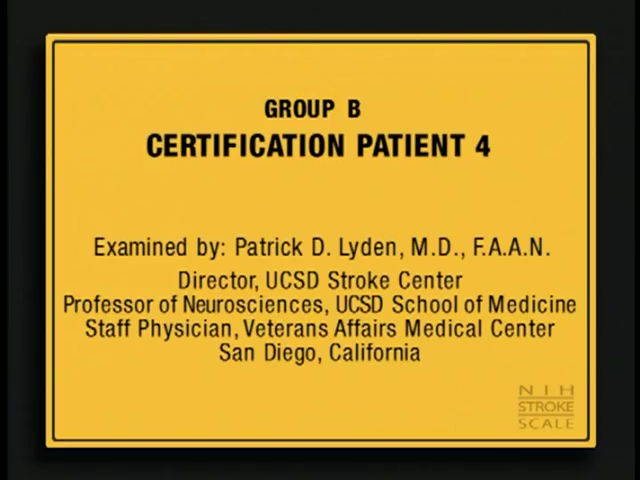 GROUP B
CERTIFICATION PATIENT 4
Examined by: Patrick D. Lyden, M.D., F.A.A.N.
Director, UCSD Stroke Center
Professor of Neurosciences, UCSD School of Medicine
Staff Physician, Veterans Affairs Medical Center
San Diego, California
NIH
STROKE
SCALE